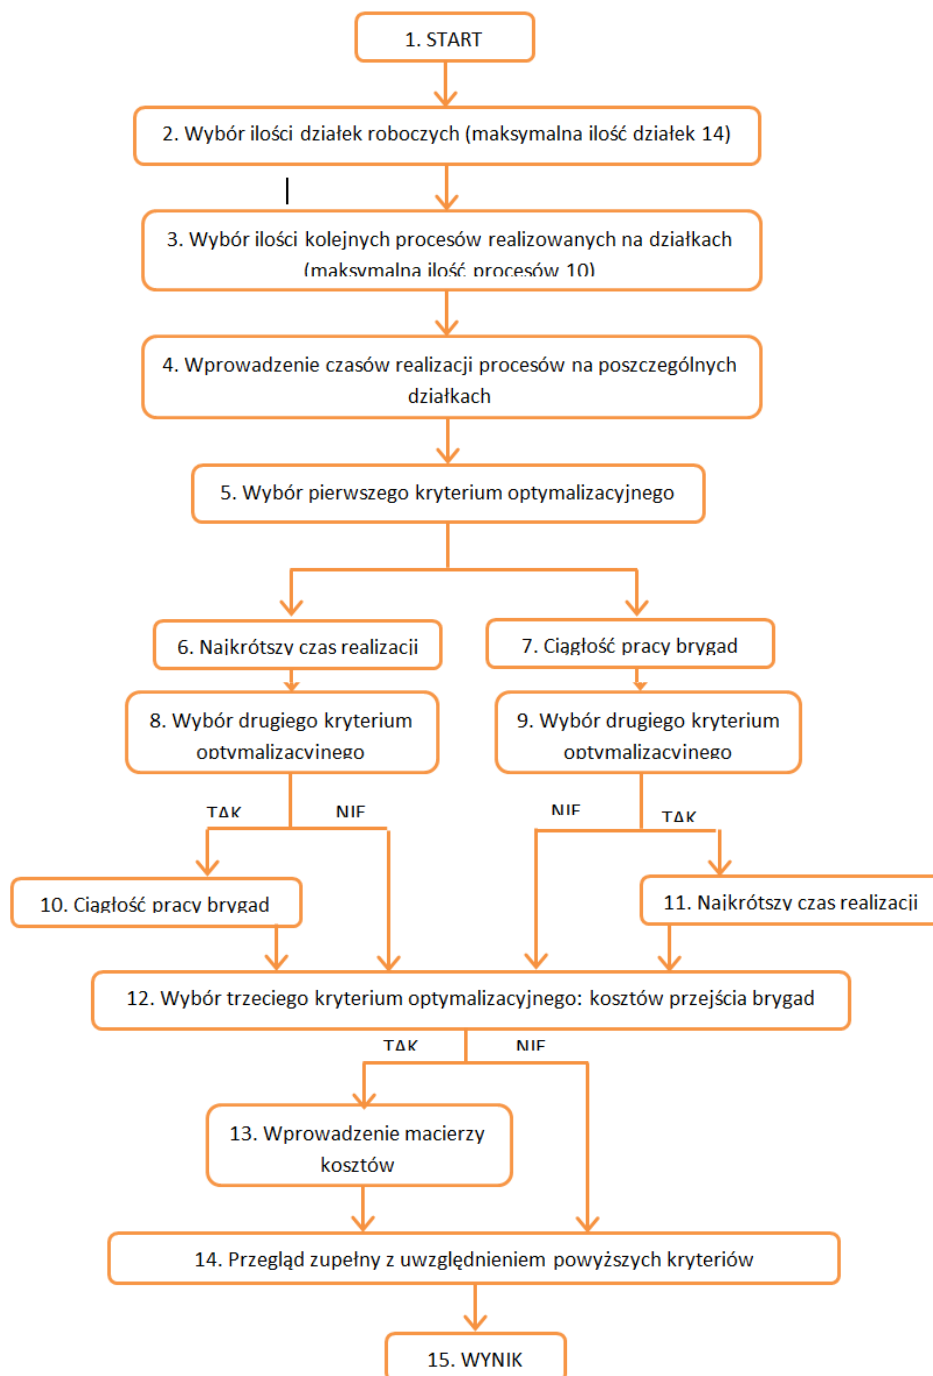 1. START
2. Wybór ilości działek roboczych (maksymalna ilość działek 14)
3. Wybór ilości kolejnych procesów realizowanych na działkach
(maksymalna ilość procesów 10)
4. Wprowadzenie czasów realizacji procesów na poszczególnych
działkach
5. Wybór pierwszego kryterium optymalizacyjnego
6. Najkrótszy czas realizacji
7. Ciągłość pracy brygad
8. Wybór drugiego kryterium
optymalizacyjnego
9. Wybór drugiego kryterium
optymalizacyjnego
TAK
NIE
NIE
TAK
10. Ciągłość pracy brygad
11. Najkrótszy czas realizacji
12. Wybór trzeciego kryterium optymalizacyjnego: kosztów przejścia brygad
TAK
NIE
13. Wprowadzenie macierzy
kosztów
14. Przegląd zupełny z uwzględnieniem powyższych kryteriów
15. WYNIK